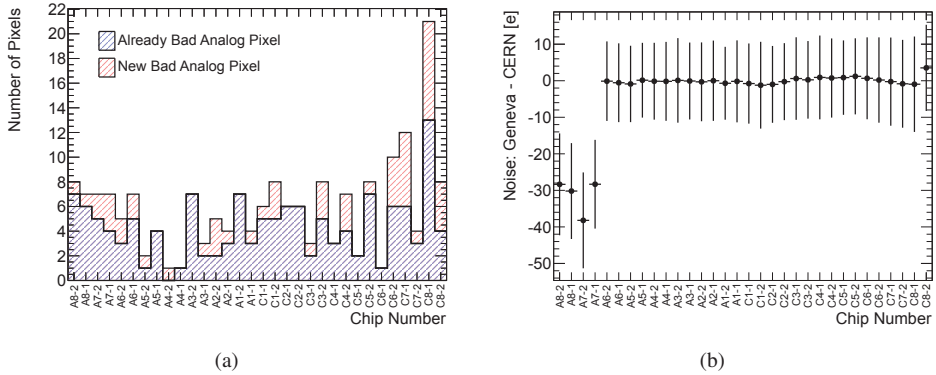 Number of Pixels
22
20
18
16
14
12
10
8
6
4
2
0
Already Bad Analog Pixel
New Bad Analog Pixel
A8-2 A8-1 A7-2 A7-1 A6-2 A6-1 A5-2 A5-1 A4-2 A4-1 A3-2 A3-1 A2-2 A2-1 A1-2 A1-1 C1-1 C1-2 C2-1 C2-2 C3-1 C3-2 C4-1 C4-2 C5-1 C5-2 C6-1 C6-2 C7-1 C7-2 C8-1 C8-2
Chip Number
(a)
Noise: Geneva - CERN [e]
10
0
-10
-20
-30
-40
-50
A8-2 A8-1 A7-2 A7-1 A6-2 A6-1 A5-2 A5-1 A4-2 A4-1 A3-2 A3-1 A2-2 A2-1 A1-2 A1-1 C1-1 C1-2 C2-1 C2-2 C3-1 C3-2 C4-1 C4-2 C5-1 C5-2 C6-1 C6-2 C7-1 C7-2 C8-1 C8-2
Chip Number
(b)